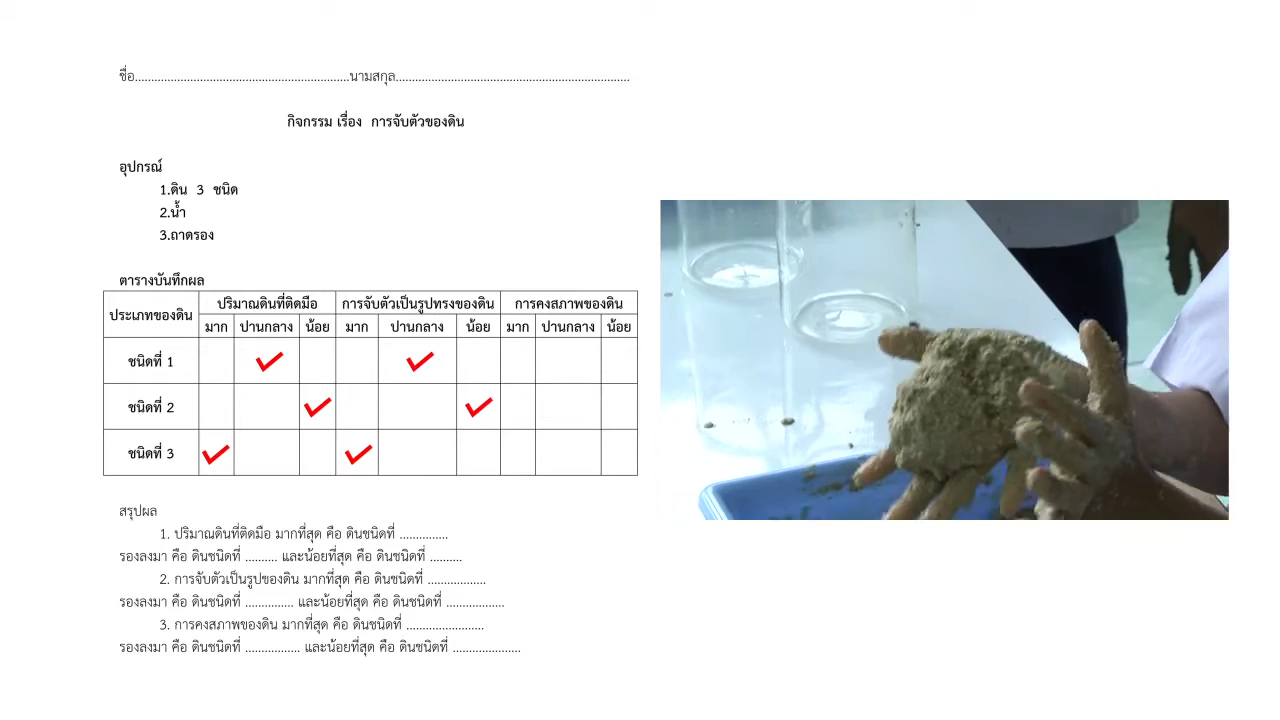 ชื่อ..................................................................นามสกุล........................................................................
กิจกรรม เรื่อง การจับตัวของดิน
อุปกรณ์
1.ดิน 3 ชนิด
2.น้ำ
3.ถาดรอง
ตารางบันทึกผล
ประเภทของดิน ปริมาณดินที่ติดมือ การจับตัวเป็นรูปทรงของดิน การคงสภาพของดิน
มาก ปานกลาง น้อย มาก ปานกลาง น้อย มาก ปานกลาง น้อย
ชนิดที่ 1
ชนิดที่ 2
ชนิดที่ 3
สรุปผล
1. ปริมาณดินที่ติดมือ มากที่สุด คือ ดินชนิดที่ ...............
รองลงมา คือ ดินชนิดที่ .......... และน้อยที่สุด คือ ดินชนิดที่ ..........
2. การจับตัวเป็นรูปของดิน มากที่สุด คือ ดินชนิดที่ ..................
รองลงมา คือ ดินชนิดที่ ............... และน้อยที่สุด คือ ดินชนิดที่ ..................
3. การคงสภาพของดิน มากที่สุด คือ ดินชนิดที่ ........................
รองลงมา คือ ดินชนิดที่ ................. และน้อยที่สุด คือ ดินชนิดที่ .....................